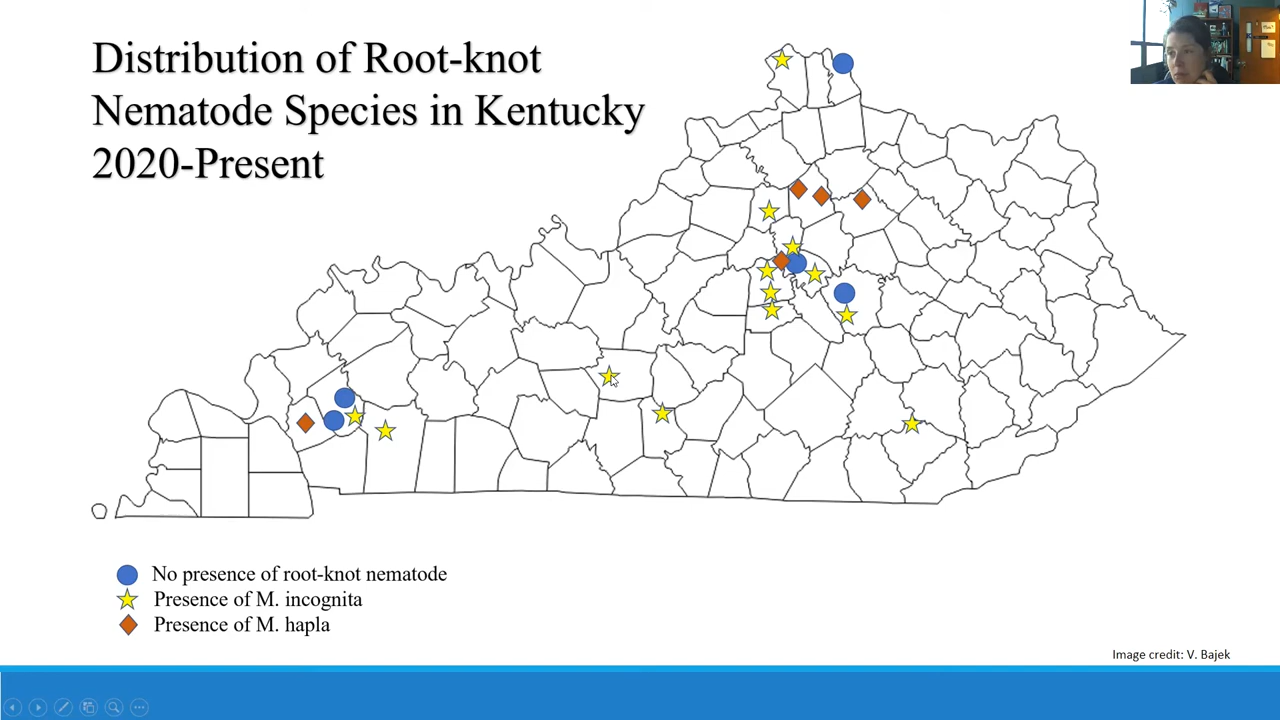 Distribution of Root-knot
Nematode Species in Kentucky
2020-Present
No presence of root-knot nematode
Presence of M. incognita
Presence of M. hapla
Image credit: V. Bajek